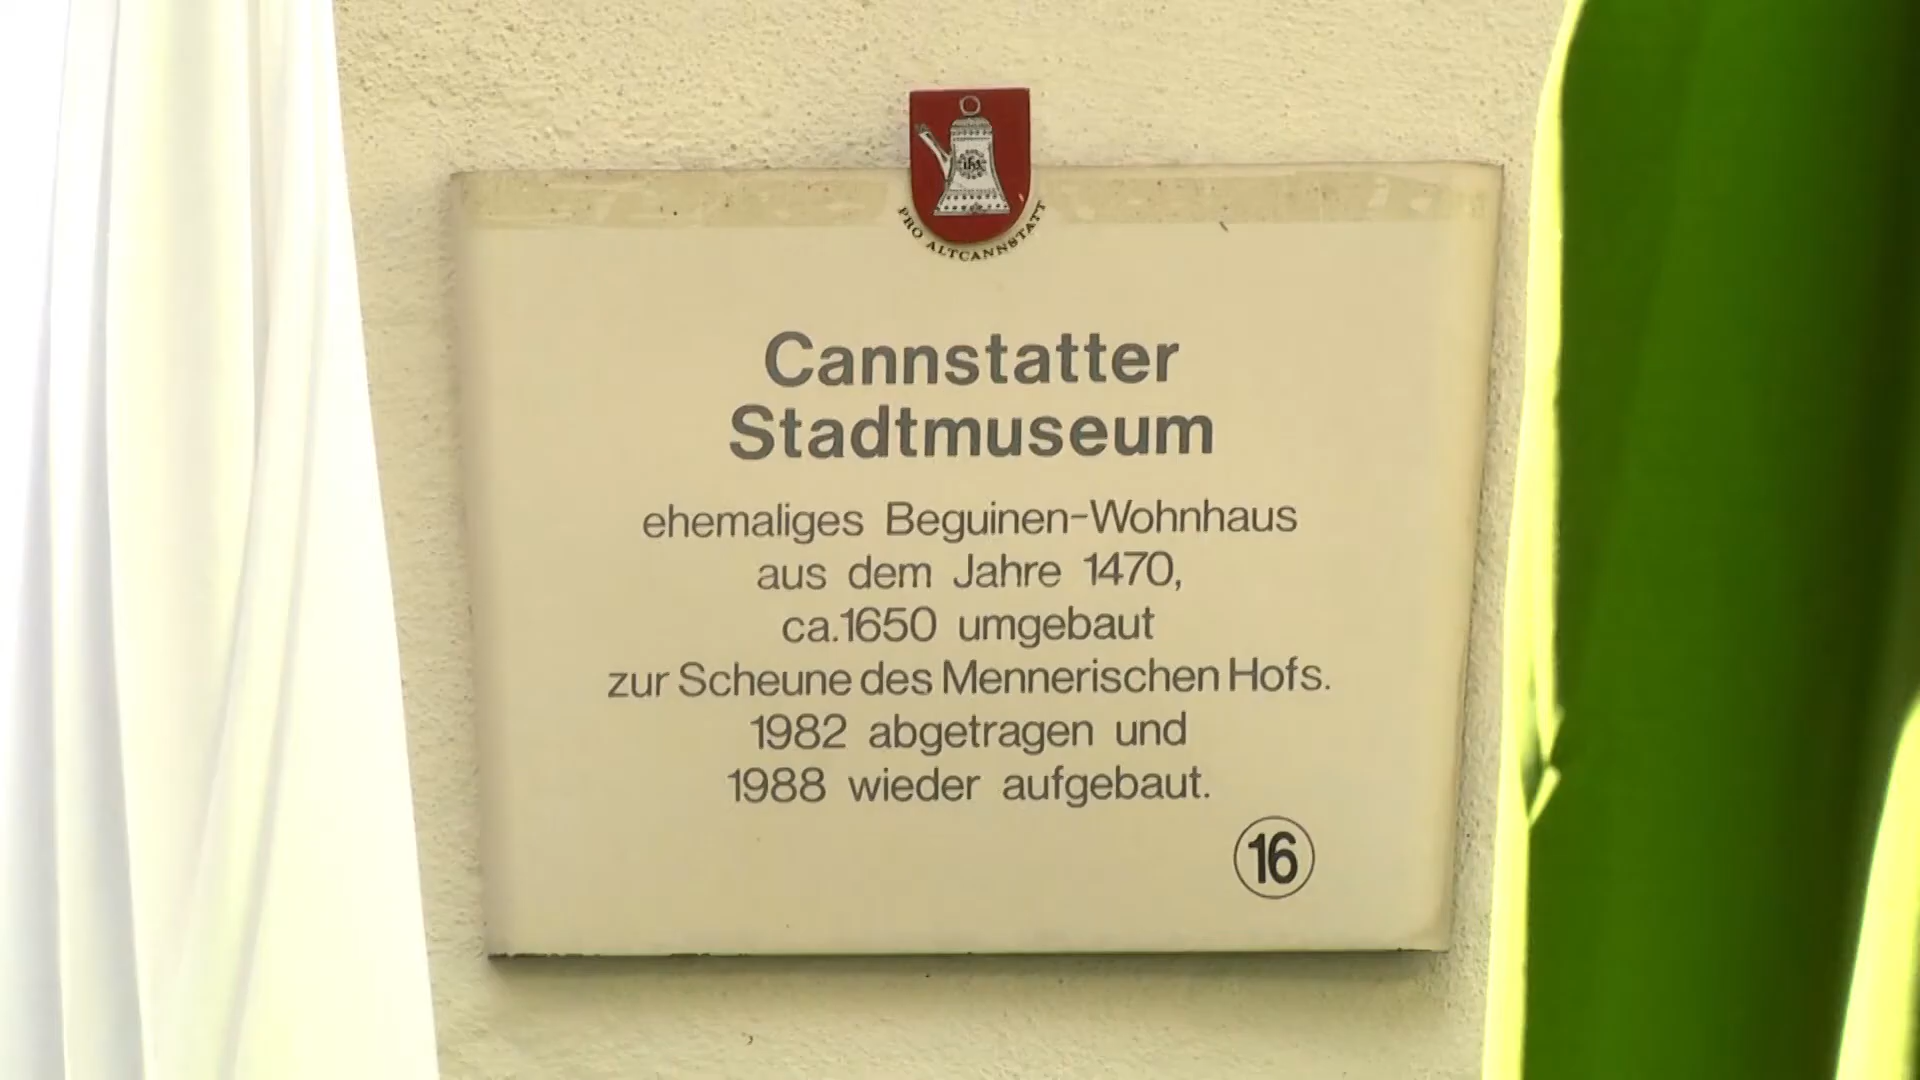 PRO ALTCANNSTATT
Cannstatter
Stadtmuseum
ehemaliges Beguinen-Wohnhaus
aus dem Jahre 1470,
ca.1650 umgebaut
zur Scheune des Mennerischen Hofs.
1982 abgetragen und
1988 wieder aufgebaut.
16